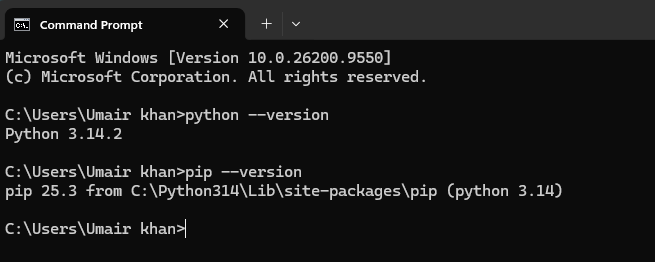 Command Prompt
Microsoft Windows [Version 10.0.26200.9550]
(c) Microsoft Corporation. All rights reserved.
C:\Users\Umair khan>python --version
Python 3.14.2
C:\Users\Umair khan>pip --version
pip 25.3 from C:\Python314\Lib\site-packages\pip (python 3.14)
C:\Users\Umair khan>